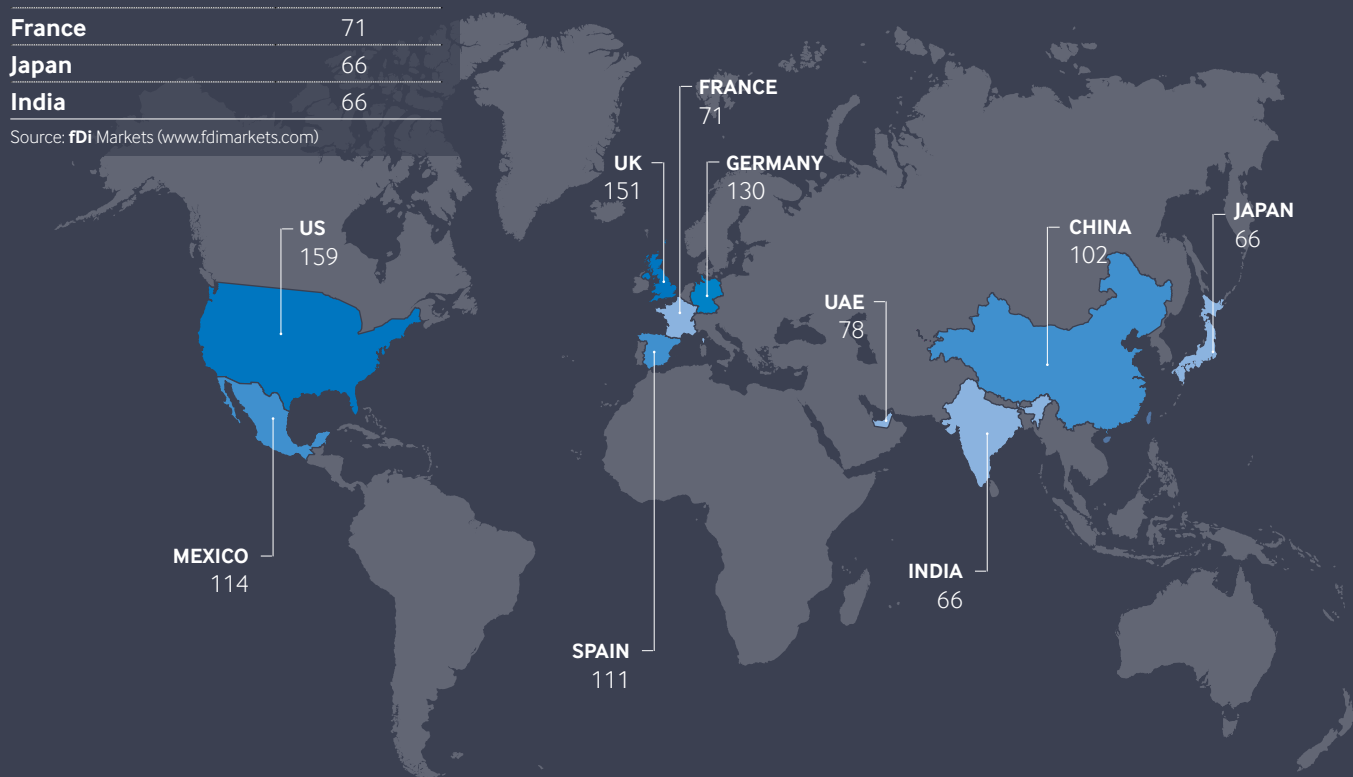 France 71
Japan 66
India 66
Source: fDi Markets (www.fdimarkets.com)
FRANCE
71
UK
151
GERMANY
130
US
159
CHINA
102
JAPAN
66
UAE
78
MEXICO
114
INDIA
66
SPAIN
111